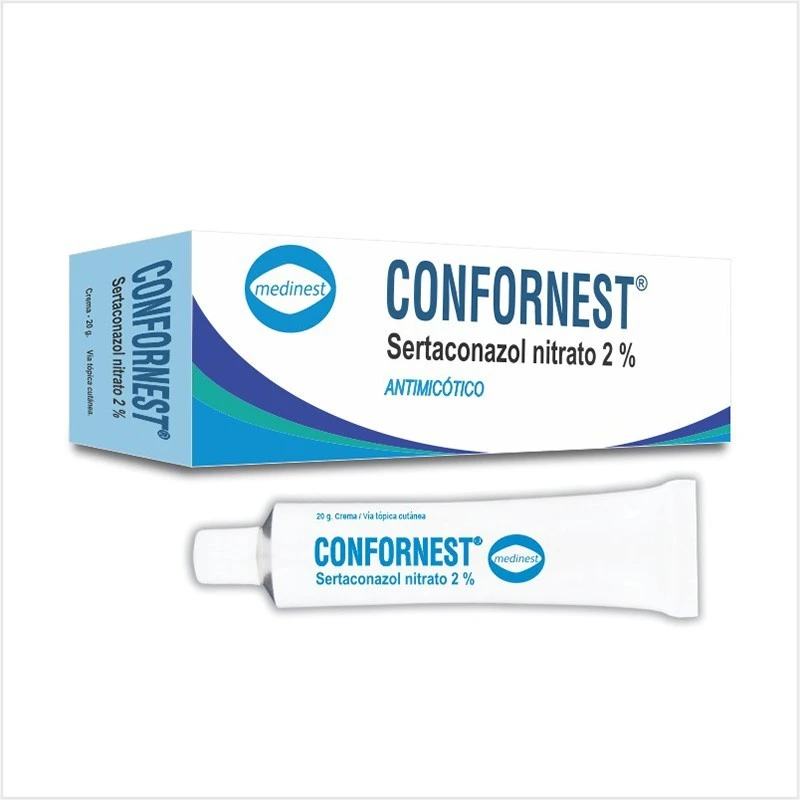 medinest
CONFORNEST®
Sertaconazol nitrato 2 %
ANTIMICÓTICO
CONFORNEST®
Sertaconazol nitrato 2 %
Crema - 20 g. Vía tópica cutánea.
20 g. Crema / Vía tópica cutánea
CONFORNEST®
Sertaconazol nitrato 2 %
medinest